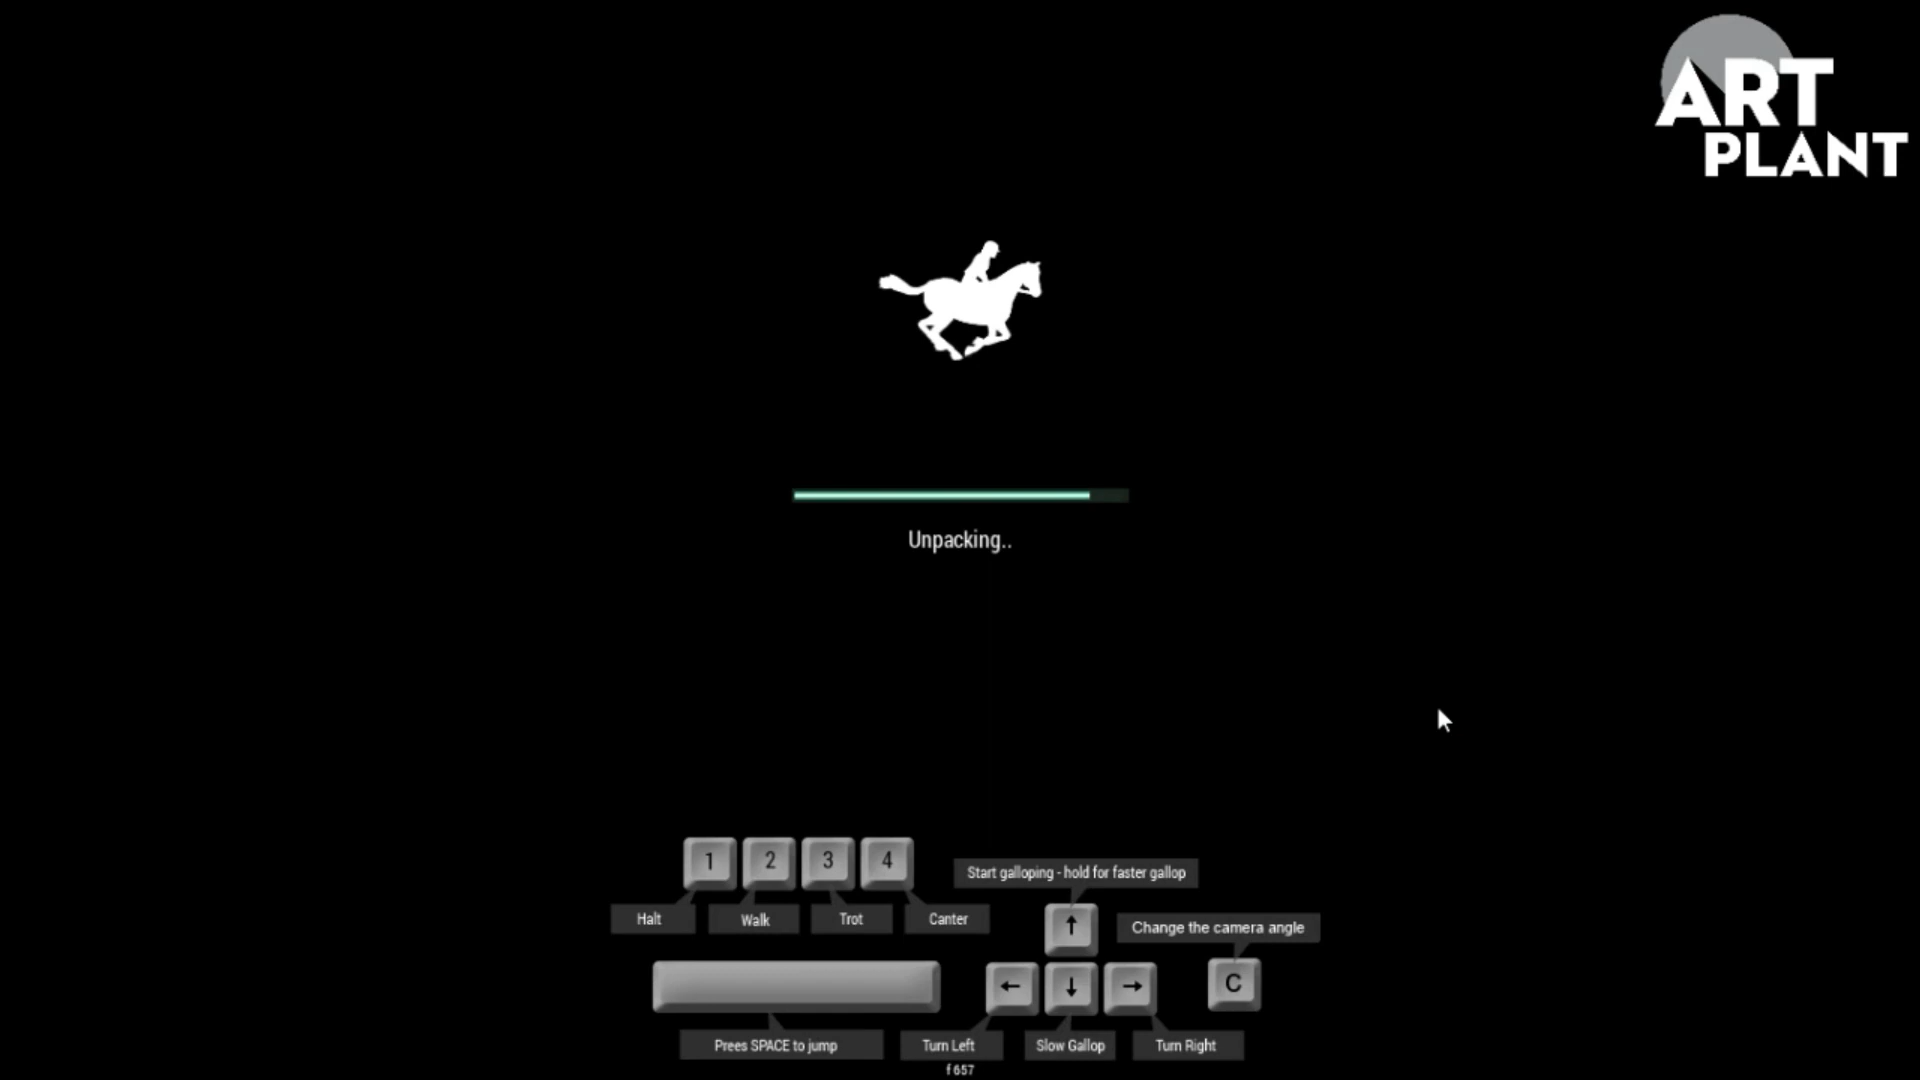 ART
PLANT
Unpacking..
1 2 3 4
Start galloping - hold for faster gallop
Halt Walk Trot Canter
↑
Change the camera angle
← ↓ →
C
Prees SPACE to jump
Turn Left
Slow Gallop
Turn Right
f 657